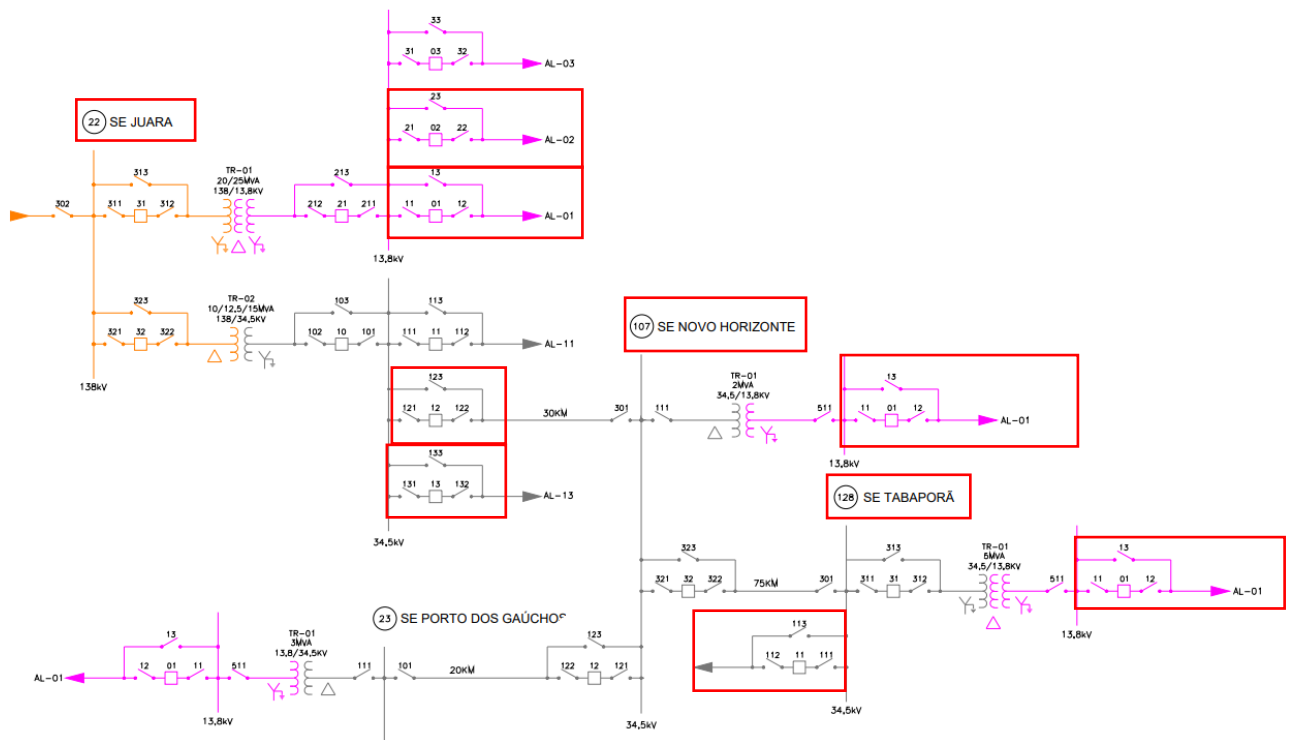 33
31 03 32
AL-03
22 SE JUARA
23
21 02 22
AL-02
TR-01
20/25MVA
138/13,8KV
313
302
311 31 312
213
212 21 211
13
11 01 12
AL-01
13,8kV
TR-02
10/12,5/15MVA
138/34,5KV
323
321 32 322
103
102 10 101
113
111 11 112
AL-11
138kV
107 SE NOVO HORIZONTE
123
121 12 122
30KM
301
111
TR-01
2MVA
34,5/13,8KV
511
13
11 01 12
AL-01
13,8kV
133
131 13 132
AL-13
34,5kV
128 SE TABAPORÃ
323
321 32 322
75KM
301
313
311 31 312
TR-01
5MVA
34,5/13,8KV
511
13
11 01 12
AL-01
13,8kV
23 SE PORTO DOS GAÚCHOS
13
12 01 11
AL-01
511
TR-01
3MVA
13,8/34,5KV
111
101
20KM
123
122 12 121
113
112 11 111
13,8kV
34,5kV
34,5kV